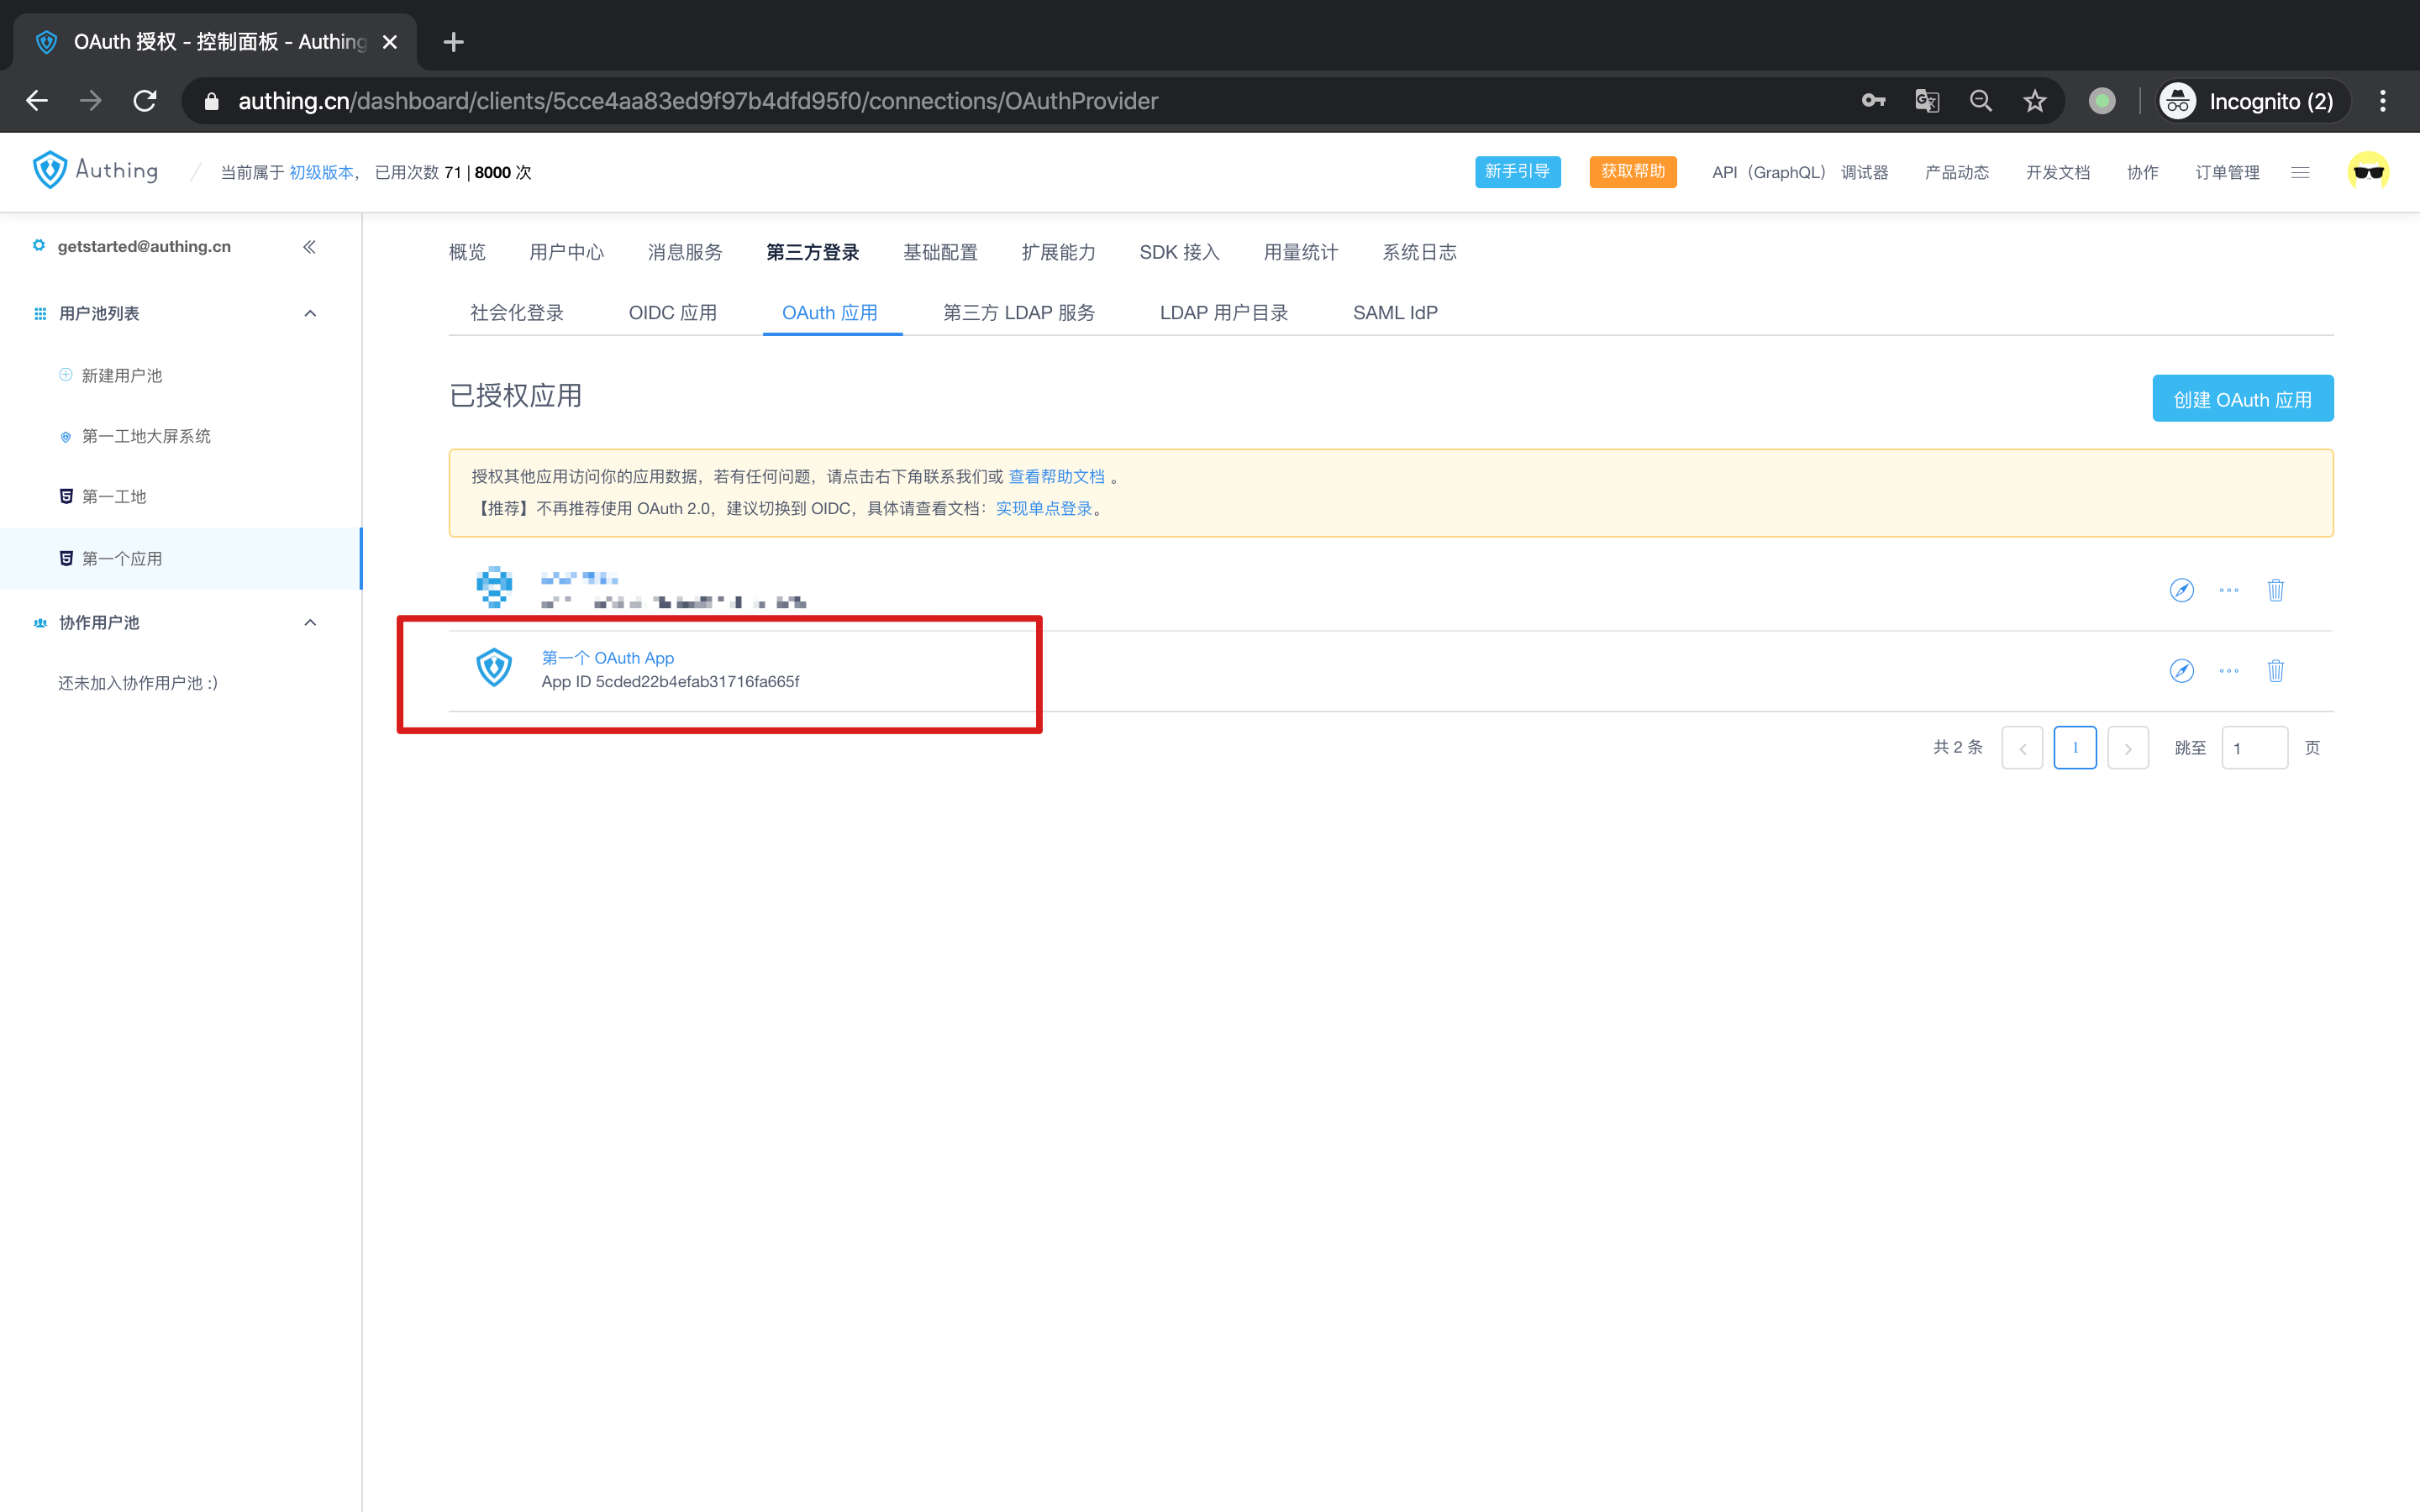 OAuth 授权 - 控制面板 - Authing
authing.cn/dashboard/clients/5cce4aa83ed9f97b4dfd95f0/connections/OAuthProvider
Incognito (2)
Authing
当前属于 初级版本， 已用次数 71 | 8000 次
新手引导
获取帮助
API（GraphQL） 调试器
产品动态
开发文档
协作
订单管理
getstarted@authing.cn
用户池列表
新建用户池
第一工地大屏系统
第一工地
第一个应用
协作用户池
还未加入协作用户池 :)
概览 用户中心 消息服务 第三方登录 基础配置 扩展能力 SDK 接入 用量统计 系统日志
社会化登录 OIDC 应用 OAuth 应用 第三方 LDAP 服务 LDAP 用户目录 SAML IdP
已授权应用
创建 OAuth 应用
授权其他应用访问你的应用数据，若有任何问题，请点击右下角联系我们或 查看帮助文档 。
【推荐】不再推荐使用 OAuth 2.0，建议切换到 OIDC，具体请查看文档：实现单点登录。
第一个 OAuth App
App ID 5cded22b4efab31716fa665f
共 2 条 1 跳至 1 页